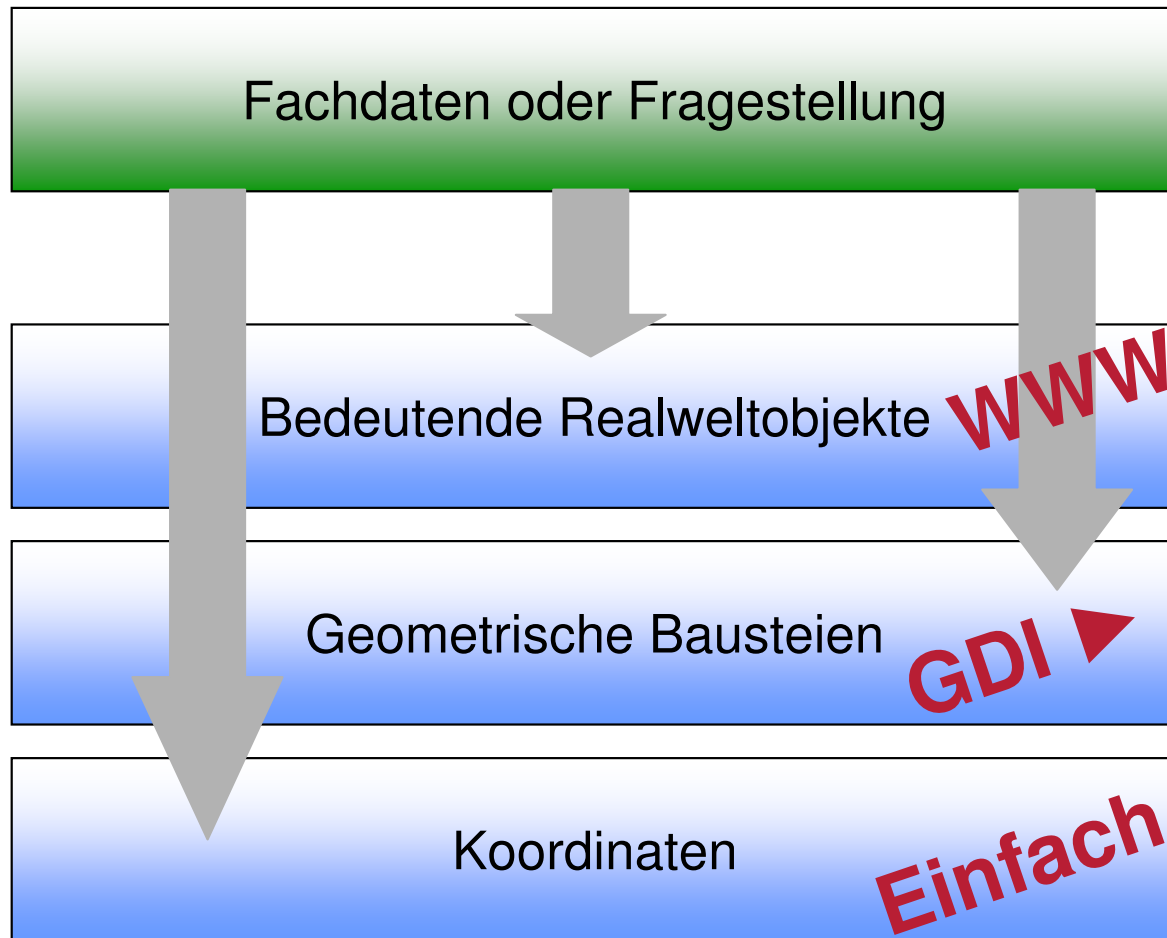 Fachdaten oder Fragestellung
Bedeutende Realweltobjekte
WWW
Geometrische Bausteien
GDI ►
Koordinaten
Einfach